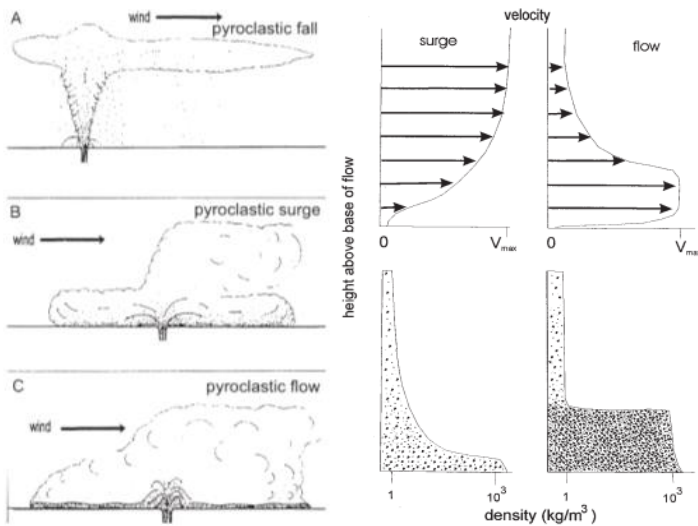 A
wind
pyroclastic fall
B
pyroclastic surge
wind
C
pyroclastic flow
wind
velocity
surge
flow
height above base of flow
0
Vmax
0
Vma
1
10³
1
10³
density (kg/m³)